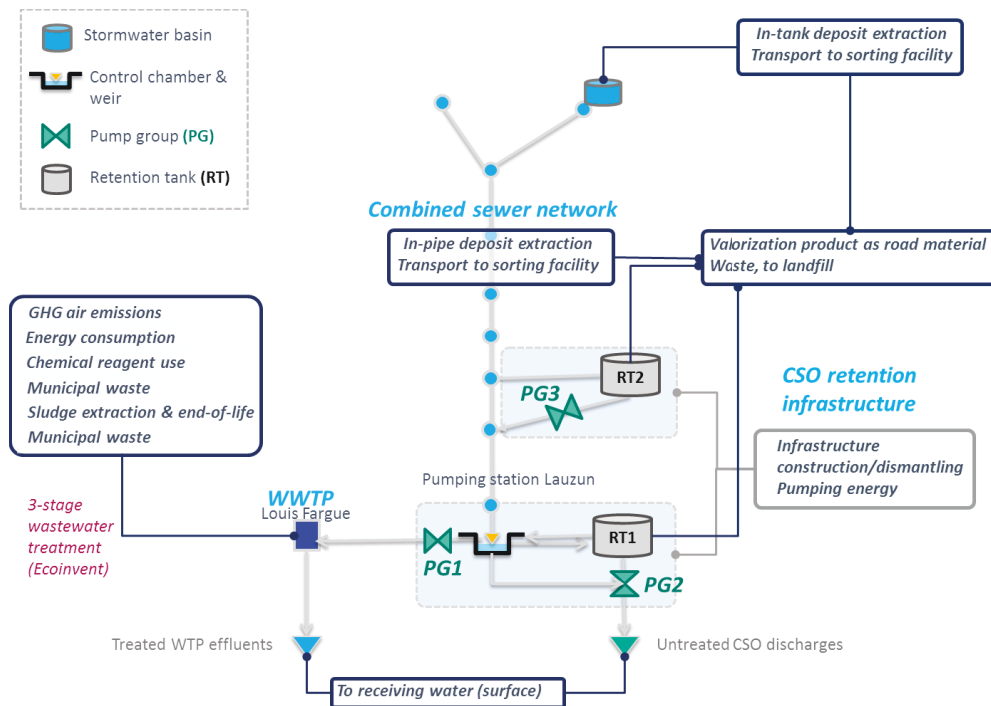 Stormwater basin
Control chamber &
weir
Pump group (PG)
Retention tank (RT)
In-tank deposit extraction
Transport to sorting facility
Combined sewer network
In-pipe deposit extraction
Transport to sorting facility
Valorization product as road material
Waste, to landfill
GHG air emissions
Energy consumption
Chemical reagent use
Municipal waste
Sludge extraction & end-of-life
Municipal waste
RT2
PG3
CSO retention
infrastructure
Infrastructure
construction/dismantling
Pumping energy
Pumping station Lauzun
WWTP
Louis Fargue
3-stage
wastewater
treatment
(Ecoinvent)
PG1
RT1
PG2
Treated WTP effluents
Untreated CSO discharges
To receiving water (surface)